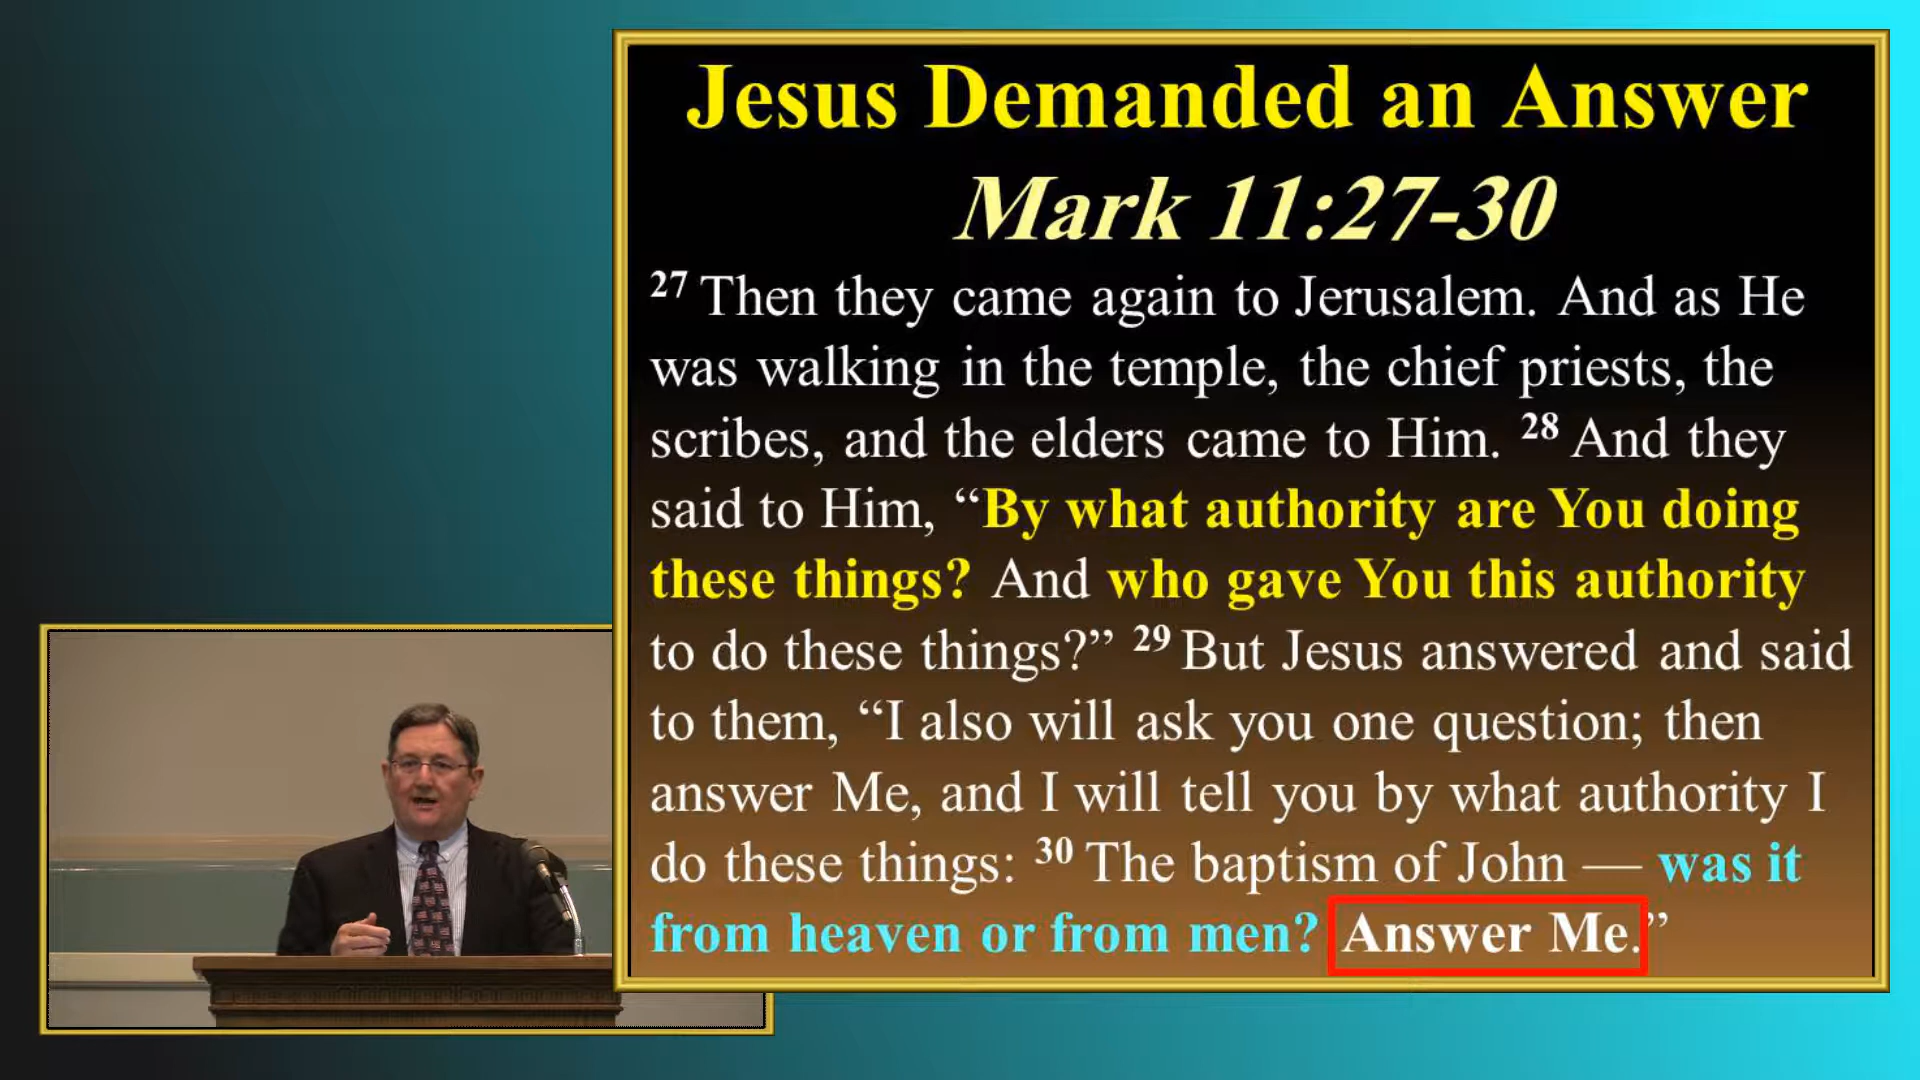 Jesus Demanded an Answer
Mark 11:27-30
27 Then they came again to Jerusalem. And as He
was walking in the temple, the chief priests, the
scribes, and the elders came to Him. 28 And they
said to Him, “By what authority are You doing
these things? And who gave You this authority
to do these things?” 29 But Jesus answered and said
to them, “I also will ask you one question; then
answer Me, and I will tell you by what authority I
do these things: 30 The baptism of John — was it
from heaven or from men? Answer Me.”